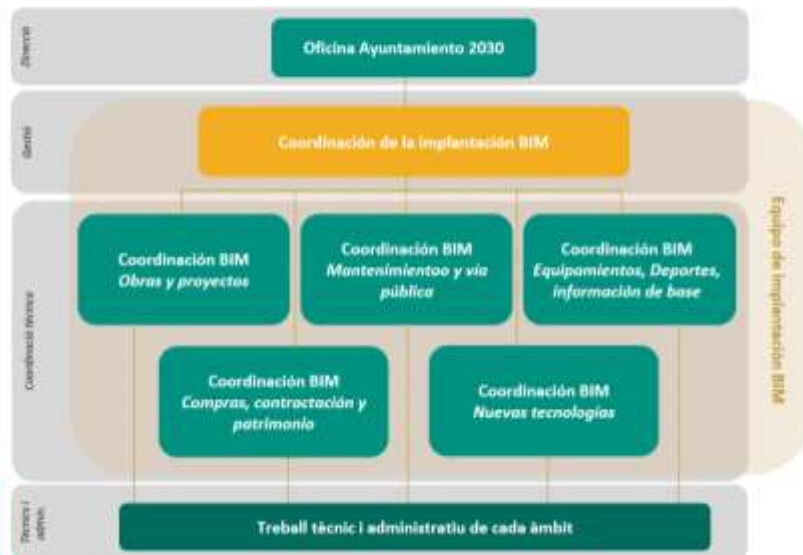 Direcció
Oficina Ayuntamiento 2030
Gestió
Coordinación de la implantación BIM
Equipo de implantación BIM
Coordinació tècnica
Coordinación BIM
Obras y proyectos
Coordinación BIM
Mantenimientoo y vía
pública
Coordinación BIM
Equipamientos, Deportes,
información de base
Coordinación BIM
Compras, contractación y
patrimonio
Coordinación BIM
Nuevas tecnologías
Tècnics i
admin.
Treball tècnic i administratiu de cada àmbit